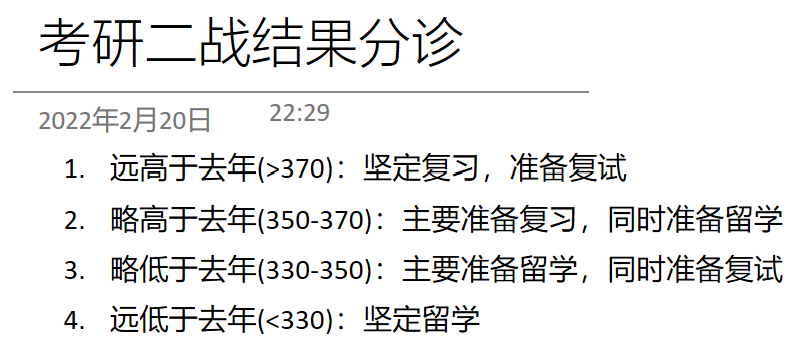 考研二战结果分诊
2022年2月20日 22:29
1. 远高于去年(>370)：坚定复习，准备复试
2. 略高于去年(350-370)：主要准备复习，同时准备留学
3. 略低于去年(330-350)：主要准备留学，同时准备复试
4. 远低于去年(<330)：坚定留学